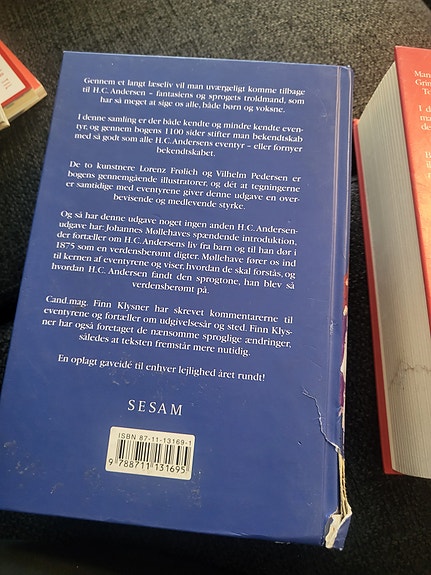 Gennem et langt læseliv vil man uværgeligt komme tilbage
til H.C. Andersen – fantasiens og sprogets troldmand, som
har så meget at sige os alle, både børn og voksne.
I denne samling er der både kendte og mindre kendte even-
tyr, og gennem bogens 1100 sider stifter man bekendtskab
med så godt som alle H.C. Andersens eventyr – eller fornyer
bekendtskabet.
De to kunstnere Lorenz Frølich og Vilhelm Pedersen er
bogens gennemgående illustratorer, og dét at tegningerne
er samtidige med eventyrene giver denne udgave en over-
bevisende og medlevende styrke.
Og så har denne udgave noget ingen anden H.C. Andersen-
udgave har: Johannes Møllehaves spændende introduktion,
der fortæller om H.C. Andersens liv fra barn og til han dør i
1875 som en verdensberømt digter. Møllehave fører os ind
til kernen af eventyrene og viser, hvordan de skal forstås, og
hvordan H.C. Andersen fandt den sprogtone, han blev så
verdensberømt på.
Cand.mag. Finn Klysner har skrevet kommentarerne til
eventyrene og fortæller om udgivelsesår og sted. Finn Klys-
ner har også foretaget de nænsomme sproglige ændringer,
således at teksten fremstår mere nutidig.
En oplagt gaveidé til enhver lejlighed året rundt!
SESAM
ISBN 87-11-13169-1
9 788711 131695